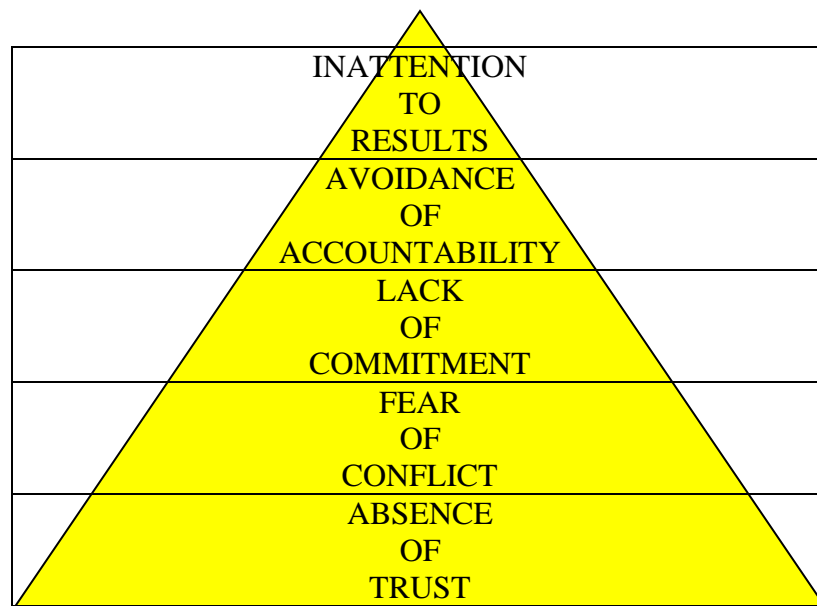 INATTENTION
TO
RESULTS
AVOIDANCE
OF
ACCOUNTABILITY
LACK
OF
COMMITMENT
FEAR
OF
CONFLICT
ABSENCE
OF
TRUST